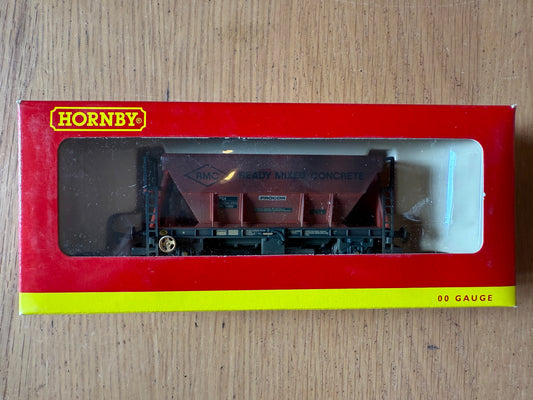 HORNBY®
RMC READY MIXED CONCRETE
PROCOR
00 GAUGE